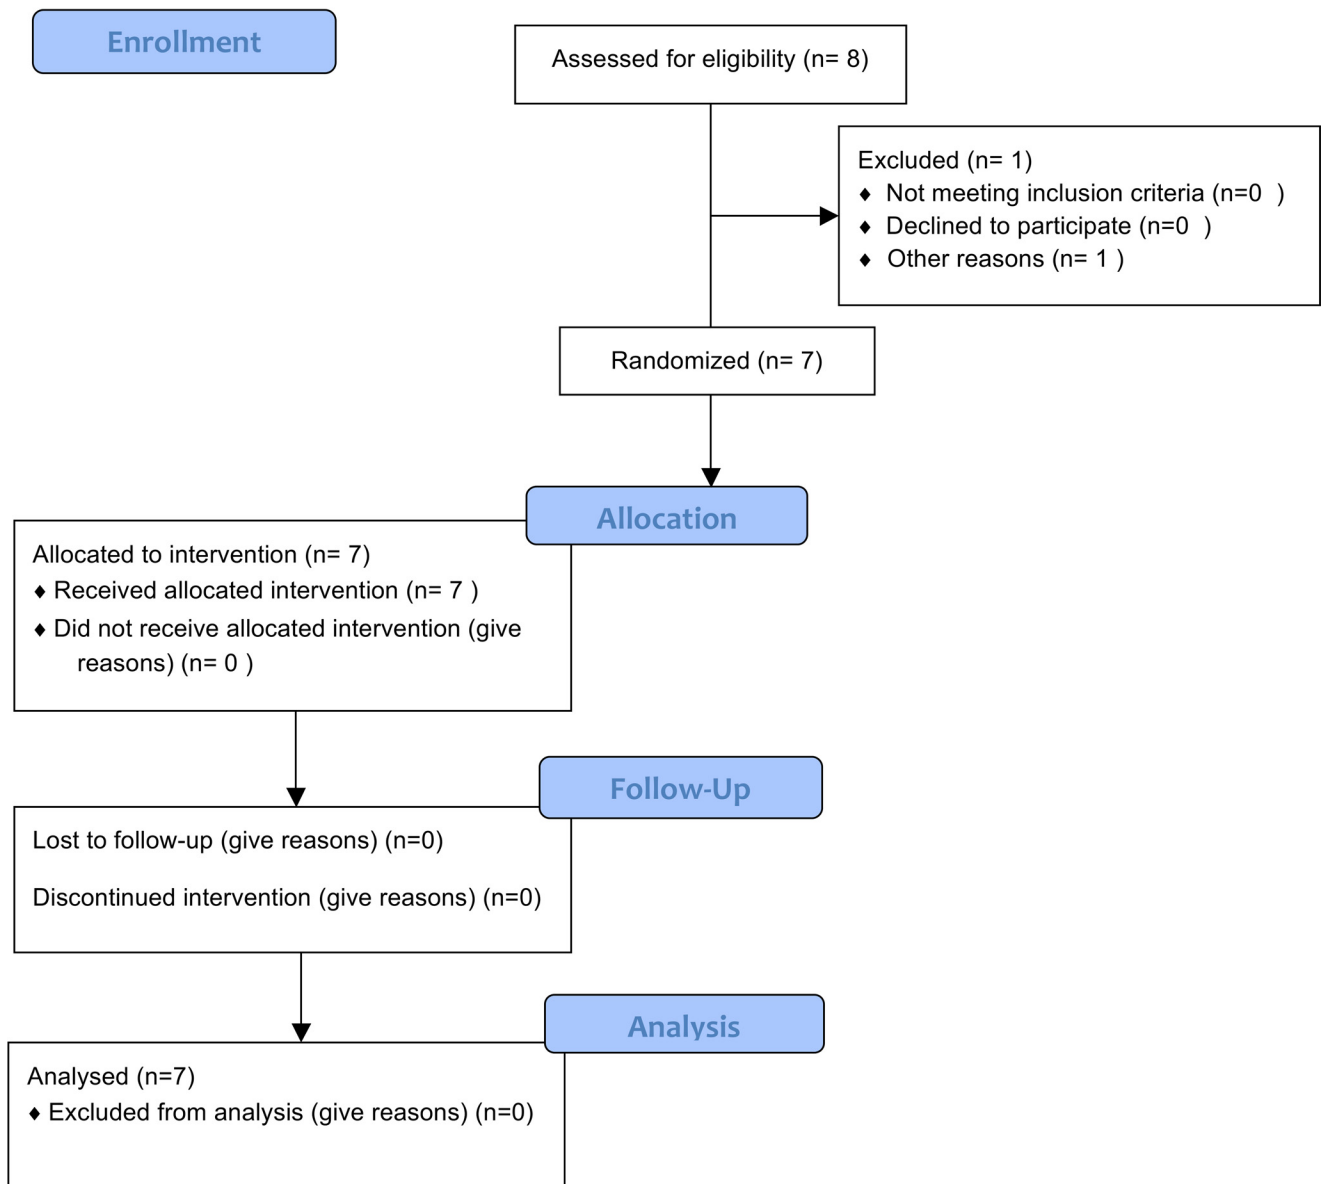 Enrollment
Assessed for eligibility (n= 8)
Excluded (n= 1)
♦ Not meeting inclusion criteria (n=0  )
♦ Declined to participate (n=0  )
♦ Other reasons (n= 1 )
Randomized (n= 7)
Allocation
Allocated to intervention (n= 7)
♦ Received allocated intervention (n= 7 )
♦ Did not receive allocated intervention (give
reasons) (n= 0 )
Follow-Up
Lost to follow-up (give reasons) (n=0)
Discontinued intervention (give reasons) (n=0)
Analysis
Analysed (n=7)
♦ Excluded from analysis (give reasons) (n=0)